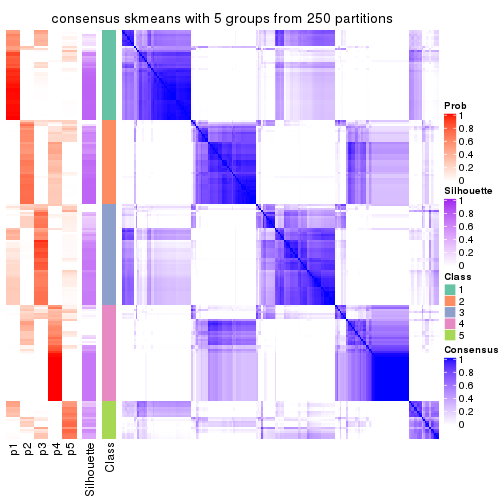 consensus skmeans with 5 groups from 250 partitions
Prob
1
0.8
0.6
0.4
0.2
0
Silhouette
1
0.8
0.6
0.4
0.2
0
Class
1
2
3
4
5
Consensus
1
0.8
0.6
0.4
0.2
0
p1
p2
p3
p4
p5
Silhouette
Class